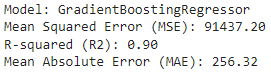 Model: GradientBoostingRegressor
Mean Squared Error (MSE): 91437.20
R-squared (R2): 0.90
Mean Absolute Error (MAE): 256.32